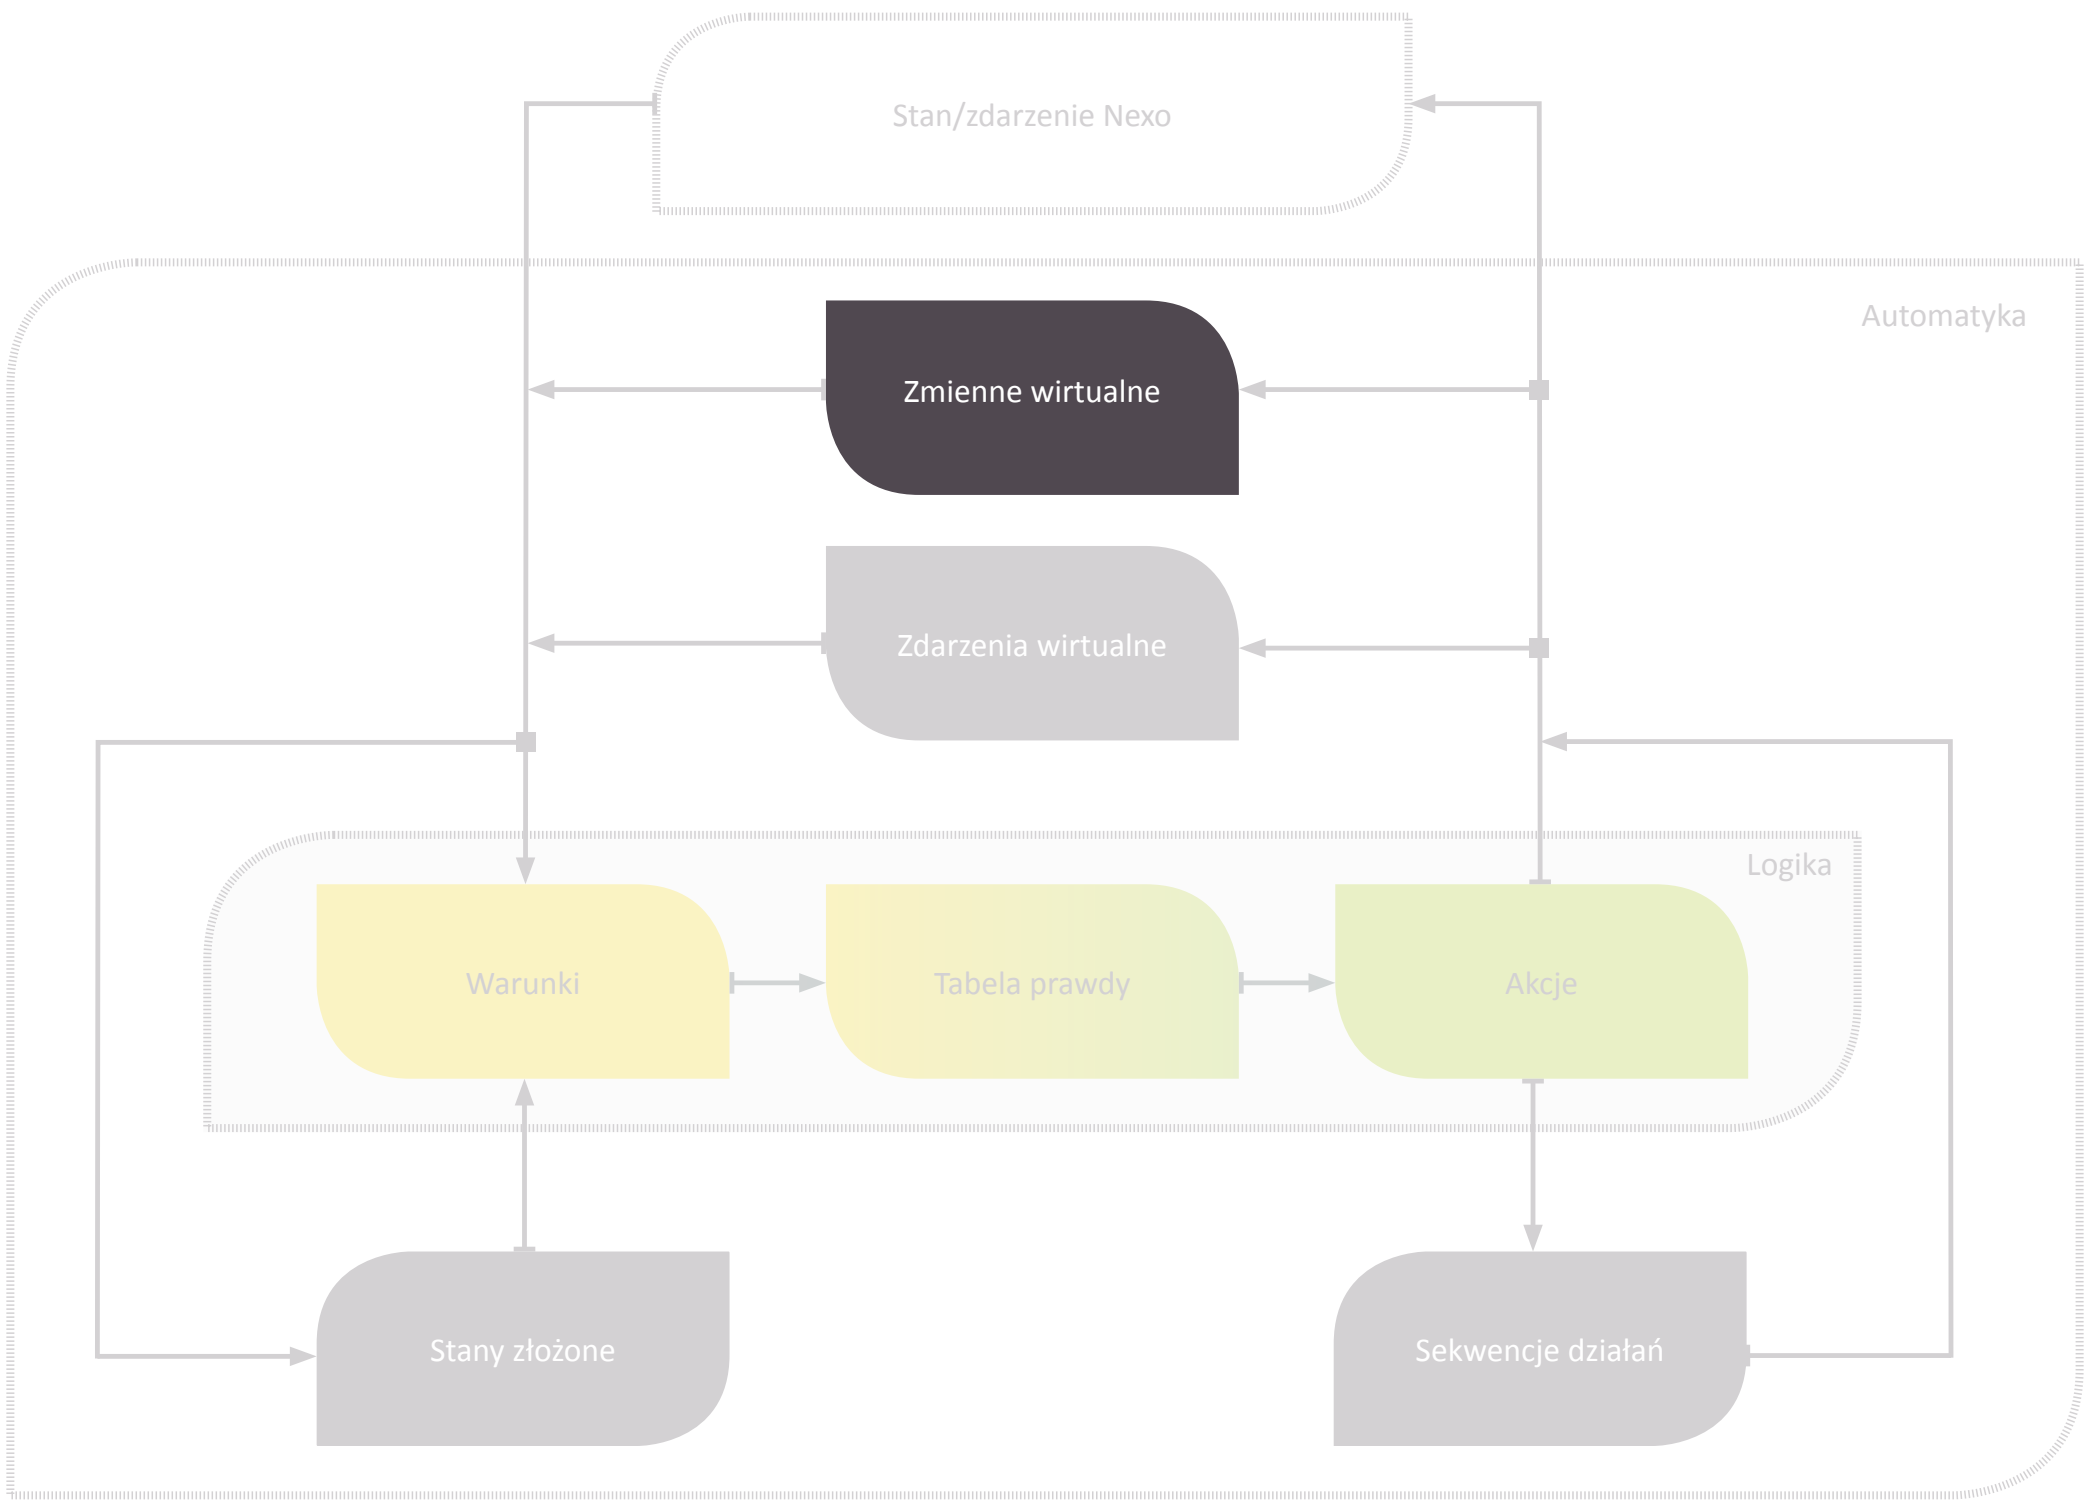 Stan/zdarzenie Nexo
Automatyka
Zmienne wirtualne
Zdarzenia wirtualne
Logika
Warunki
Tabela prawdy
Akcje
Stany złożone
Sekwencje działań